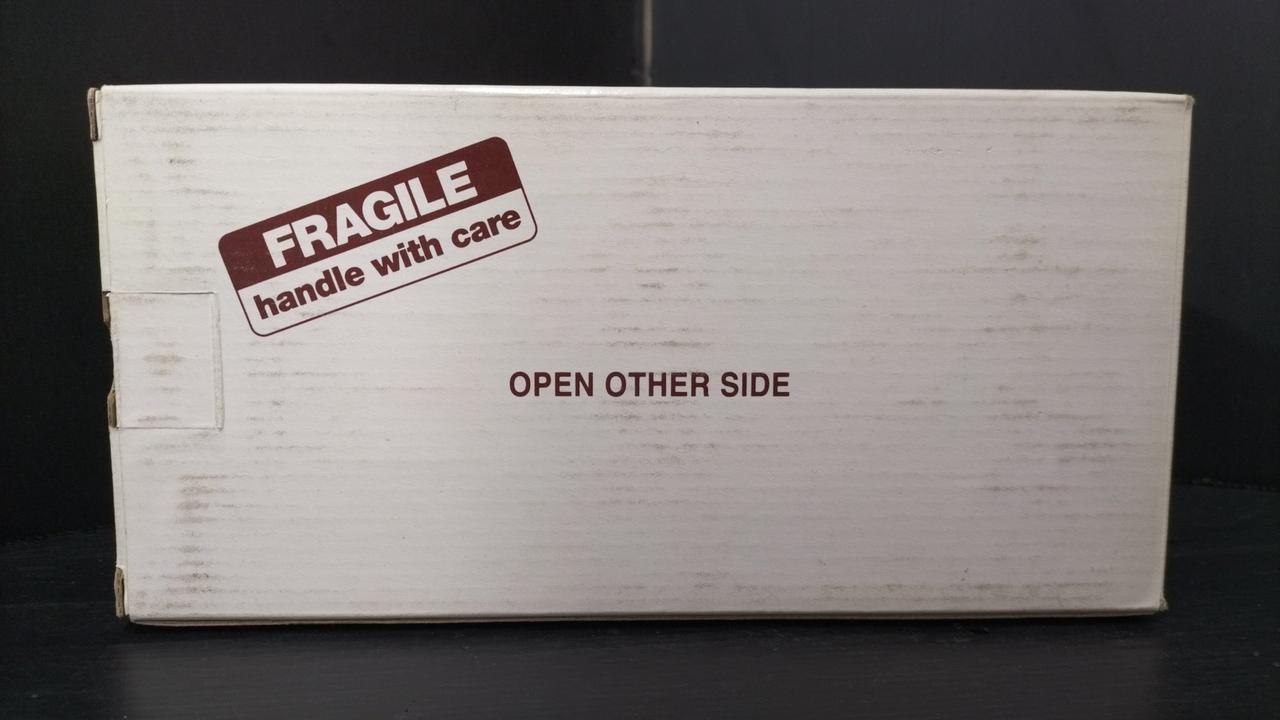 FRAGILE
handle with care
OPEN OTHER SIDE